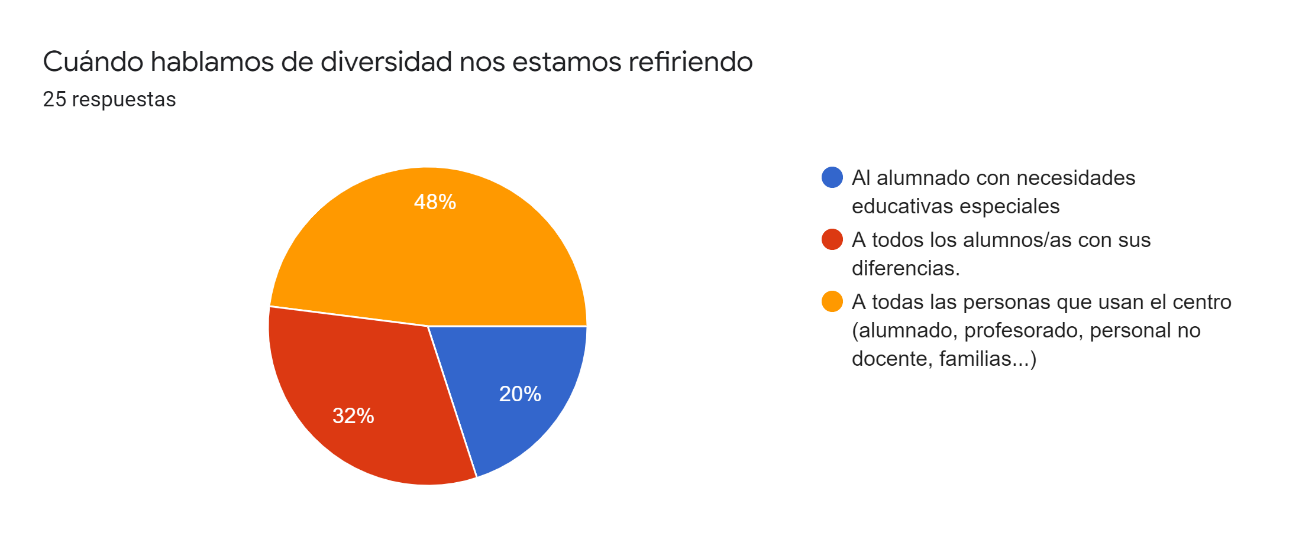 Cuándo hablamos de diversidad nos estamos refiriendo
25 respuestas
48%
32%
20%
Al alumnado con necesidades
educativas especiales
A todos los alumnos/as con sus
diferencias.
A todas las personas que usan el centro
(alumnado, profesorado, personal no
docente, familias...)